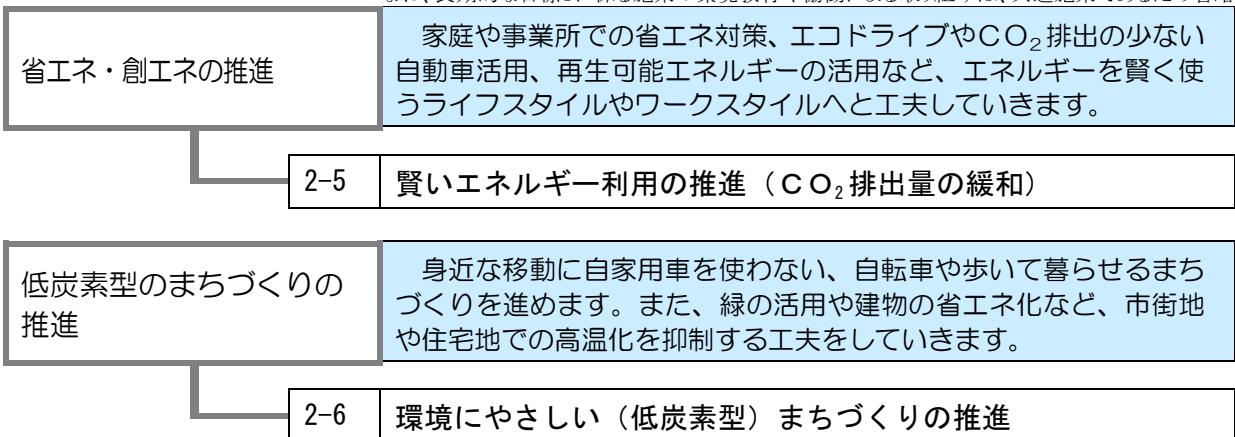 省エネ・創エネの推進
家庭や事業所での省エネ対策、エコドライブやＣＯ₂排出の少ない
自動車活用、再生可能エネルギーの活用など、エネルギーを賢く使
うライフスタイルやワークスタイルへと工夫していきます。
2-5 賢いエネルギー利用の推進（ＣＯ₂排出量の緩和）
低炭素型のまちづくりの
推進
身近な移動に自家用車を使わない、自転車や歩いて暮らせるまち
づくりを進めます。また、緑の活用や建物の省エネ化など、市街地
や住宅地での高温化を抑制する工夫をしていきます。
2-6 環境にやさしい（低炭素型）まちづくりの推進